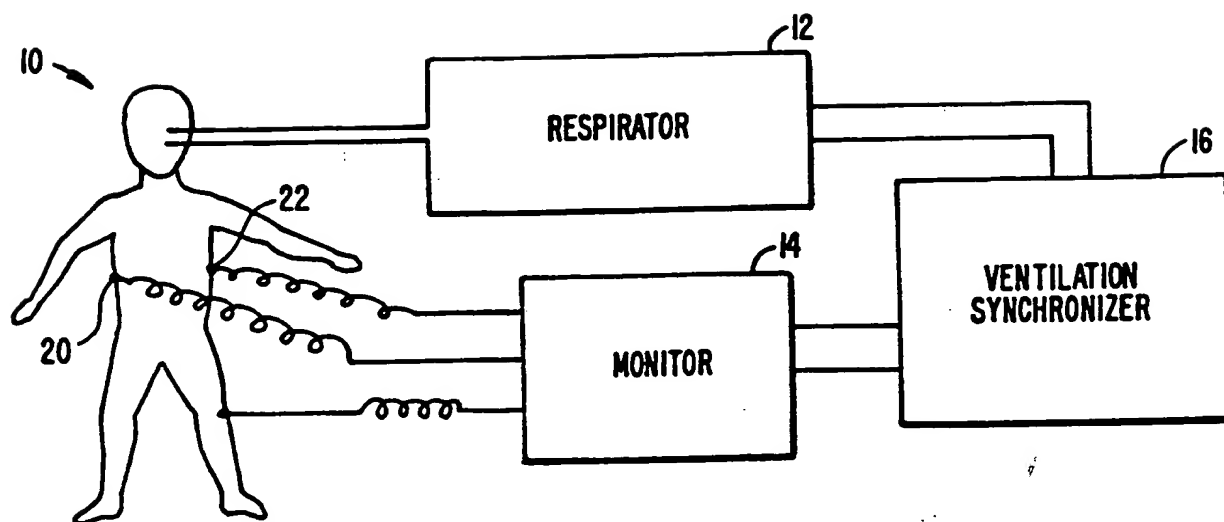 10
12
RESPIRATOR
16
22
14
VENTILATION
SYNCHRONIZER
20
MONITOR